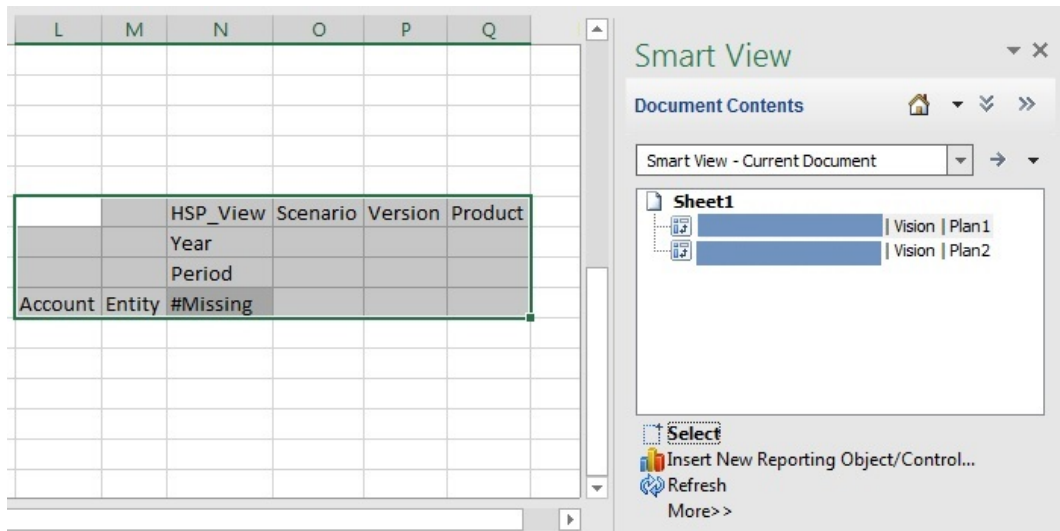 L M N O P Q
HSP_View Scenario Version Product
Year
Period
Account Entity #Missing
Smart View
Document Contents
Smart View - Current Document
Sheet1
| Vision | Plan1
| Vision | Plan2
Select
Insert New Reporting Object/Control...
Refresh
More>>